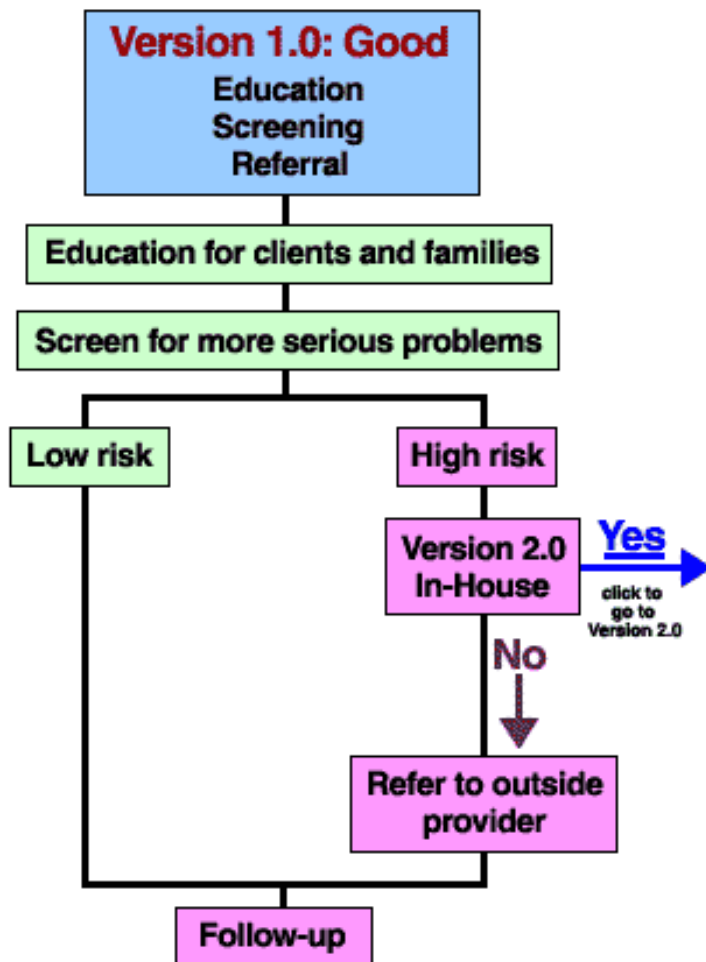 Version 1.0: Good
Education
Screening
Referral
Education for clients and families
Screen for more serious problems
Low risk
High risk
Version 2.0
In-House
Yes
click to
go to
Version 2.0
No
Refer to outside
provider
Follow-up